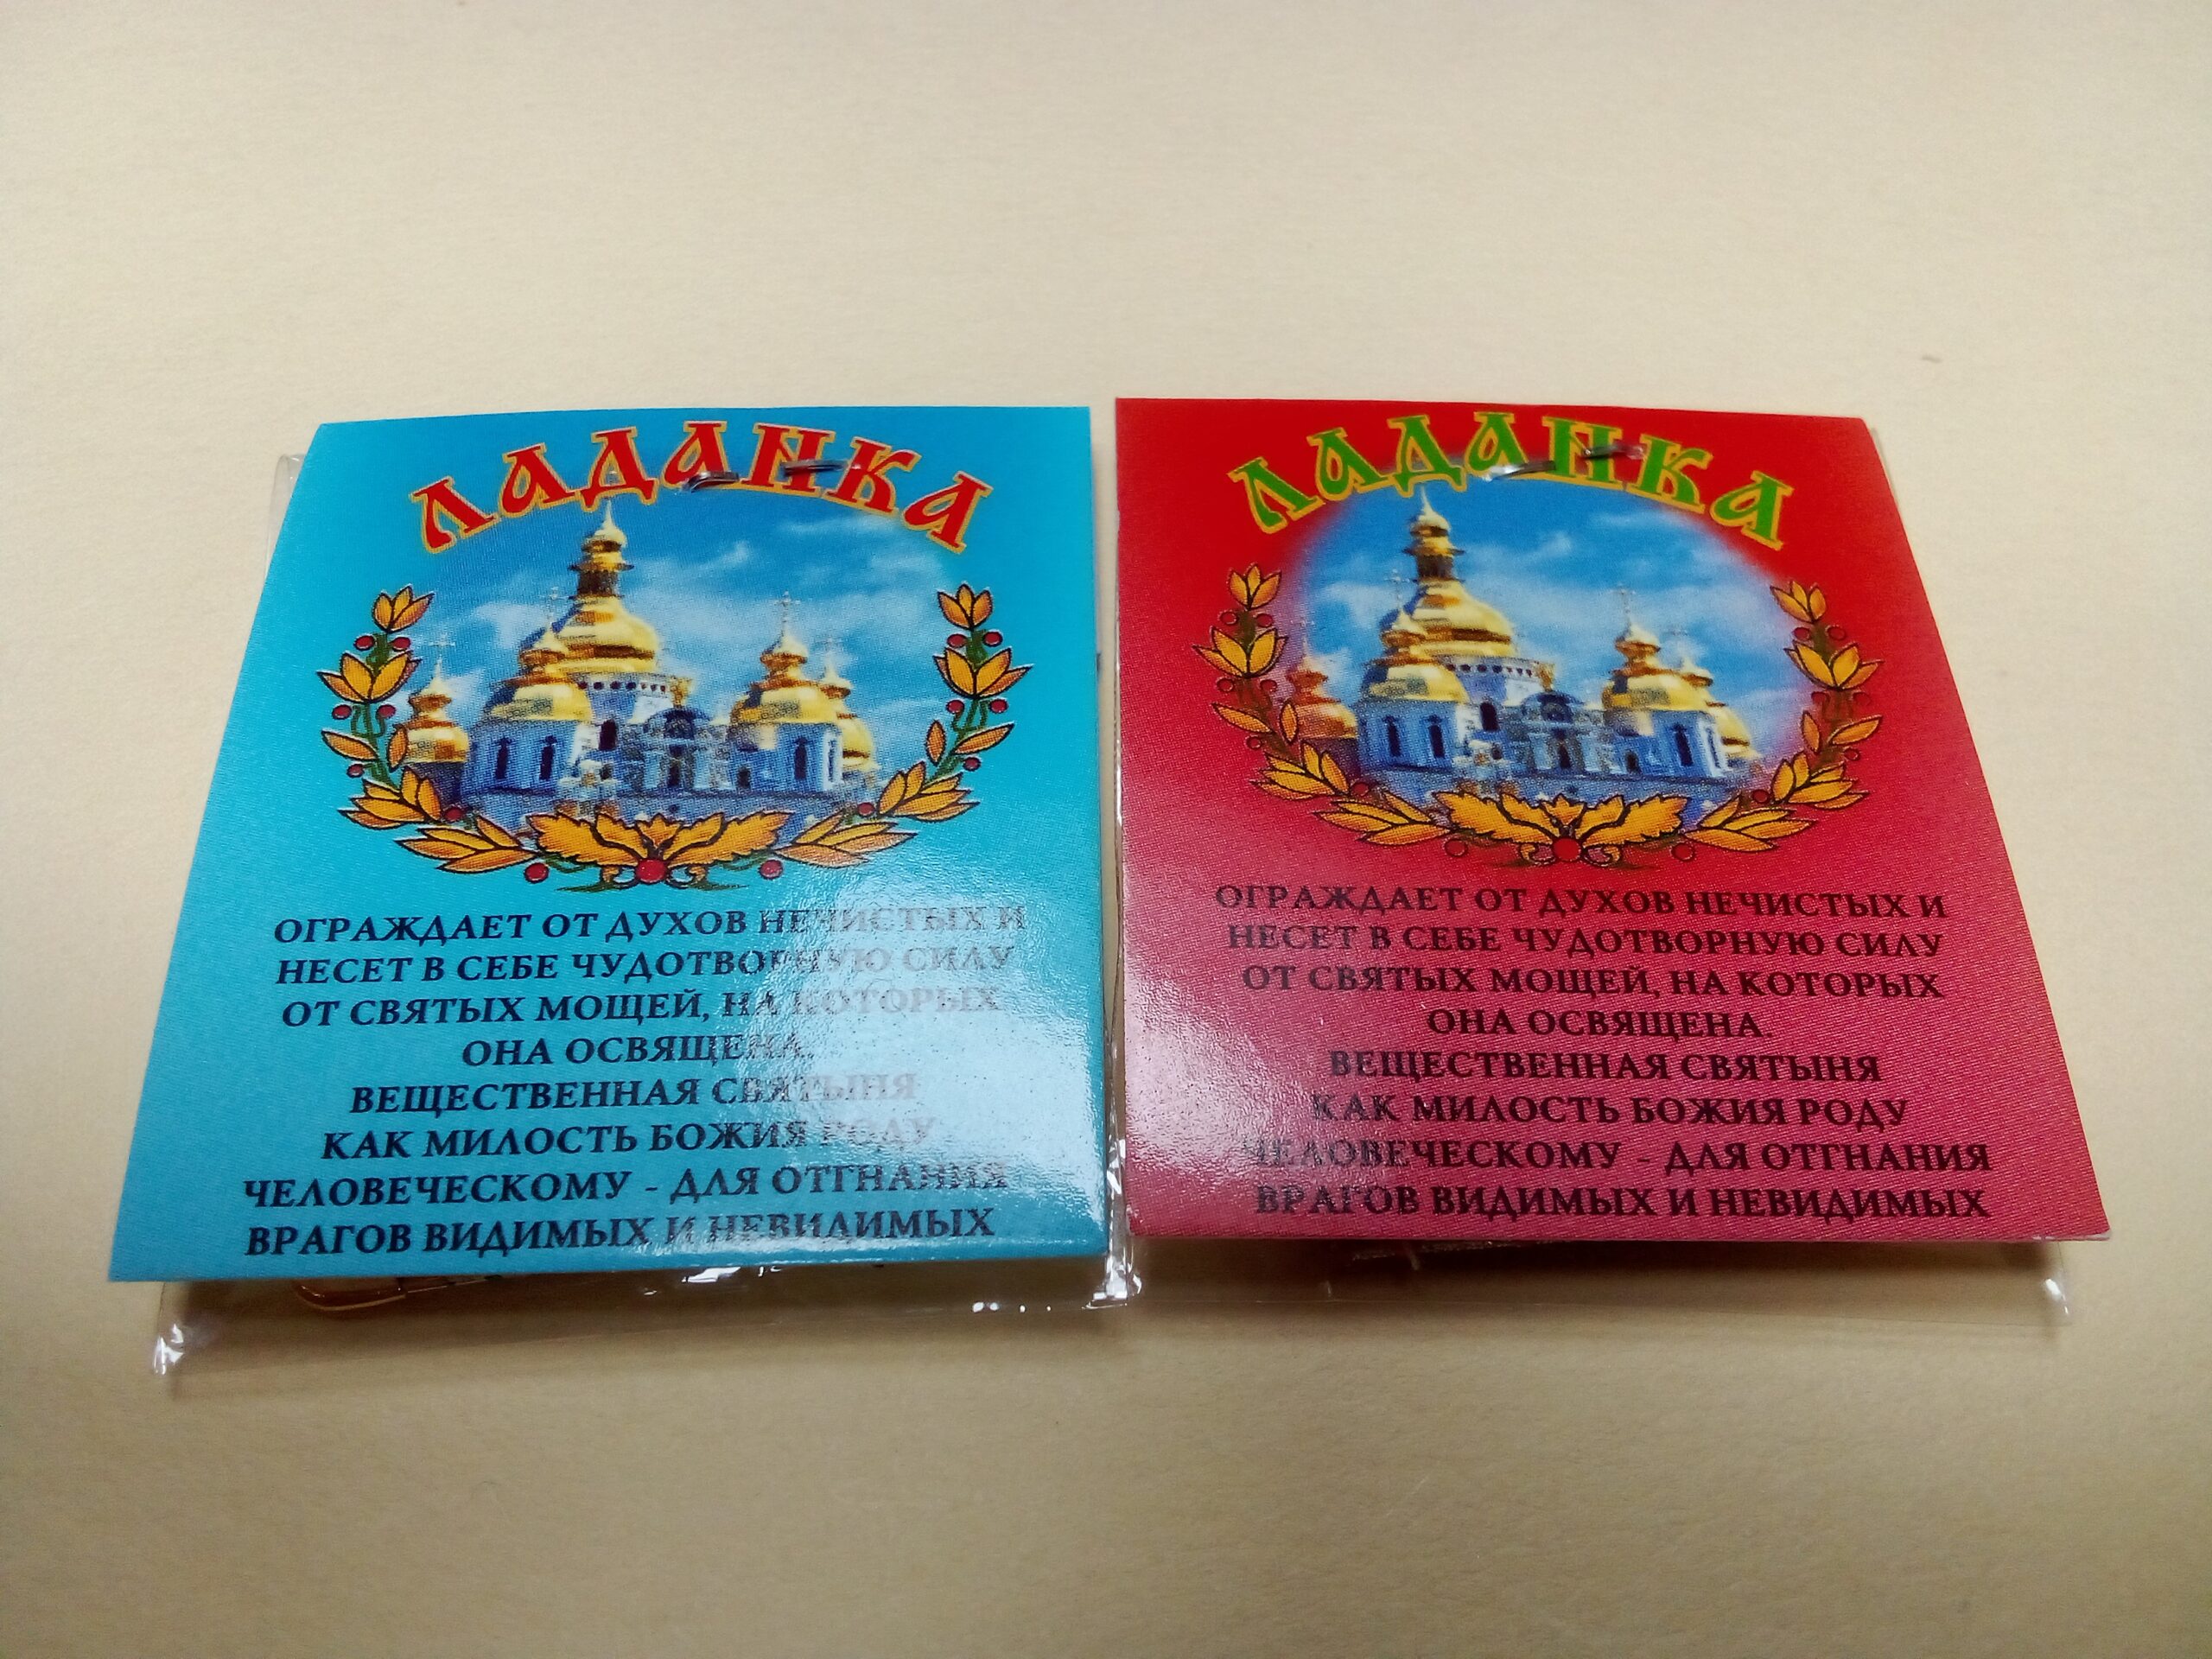 ЛАДАНКА
ОГРАЖДАЕТ ОТ ДУХОВ НЕЧИСТЫХ И
НЕСЕТ В СЕБЕ ЧУДОТВОРНУЮ СИЛУ
ОТ СВЯТЫХ МОЩЕЙ, НА КОТОРЫХ
ОНА ОСВЯЩЕНА.
ВЕЩЕСТВЕННАЯ СВЯТЫНЯ
КАК МИЛОСТЬ БОЖИЯ РОДУ
ЧЕЛОВЕЧЕСКОМУ - ДЛЯ ОТГНАНИЯ
ВРАГОВ ВИДИМЫХ И НЕВИДИМЫХ
ЛАДАНКА
ОГРАЖДАЕТ ОТ ДУХОВ НЕЧИСТЫХ И
НЕСЕТ В СЕБЕ ЧУДОТВОРНУЮ СИЛУ
ОТ СВЯТЫХ МОЩЕЙ, НА КОТОРЫХ
ОНА ОСВЯЩЕНА.
ВЕЩЕСТВЕННАЯ СВЯТЫНЯ
КАК МИЛОСТЬ БОЖИЯ РОДУ
ЧЕЛОВЕЧЕСКОМУ - ДЛЯ ОТГНАНИЯ
ВРАГОВ ВИДИМЫХ И НЕВИДИМЫХ